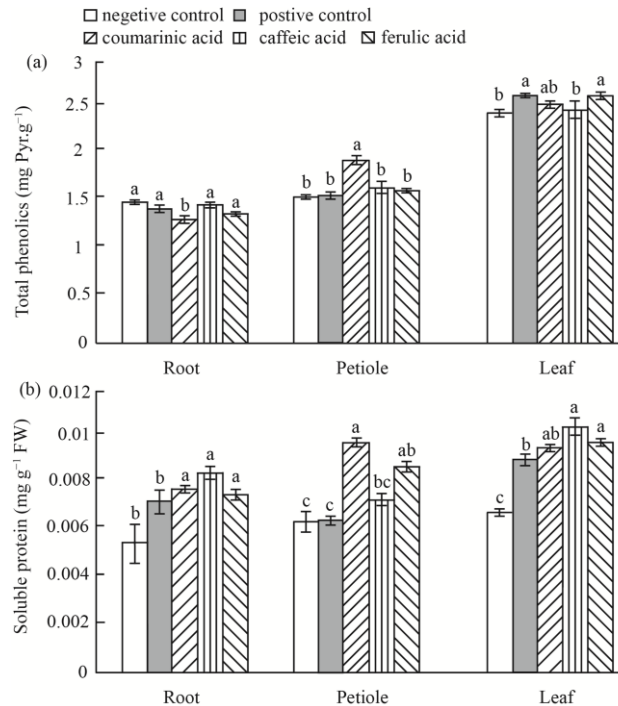 negetive control postive control
coumarinic acid caffeic acid ferulic acid
(a)
Total phenolics (mg Pyr.g⁻¹)
3
2.5
2
1.5
1
0.5
0
a a b a a
b b a b b
b a ab b a
Root Petiole Leaf
(b)
Soluble protein (mg g⁻¹ FW)
0.012
0.01
0.008
0.006
0.004
0.002
0
b b a a a
c c a bc ab
c b ab a a
Root Petiole Leaf